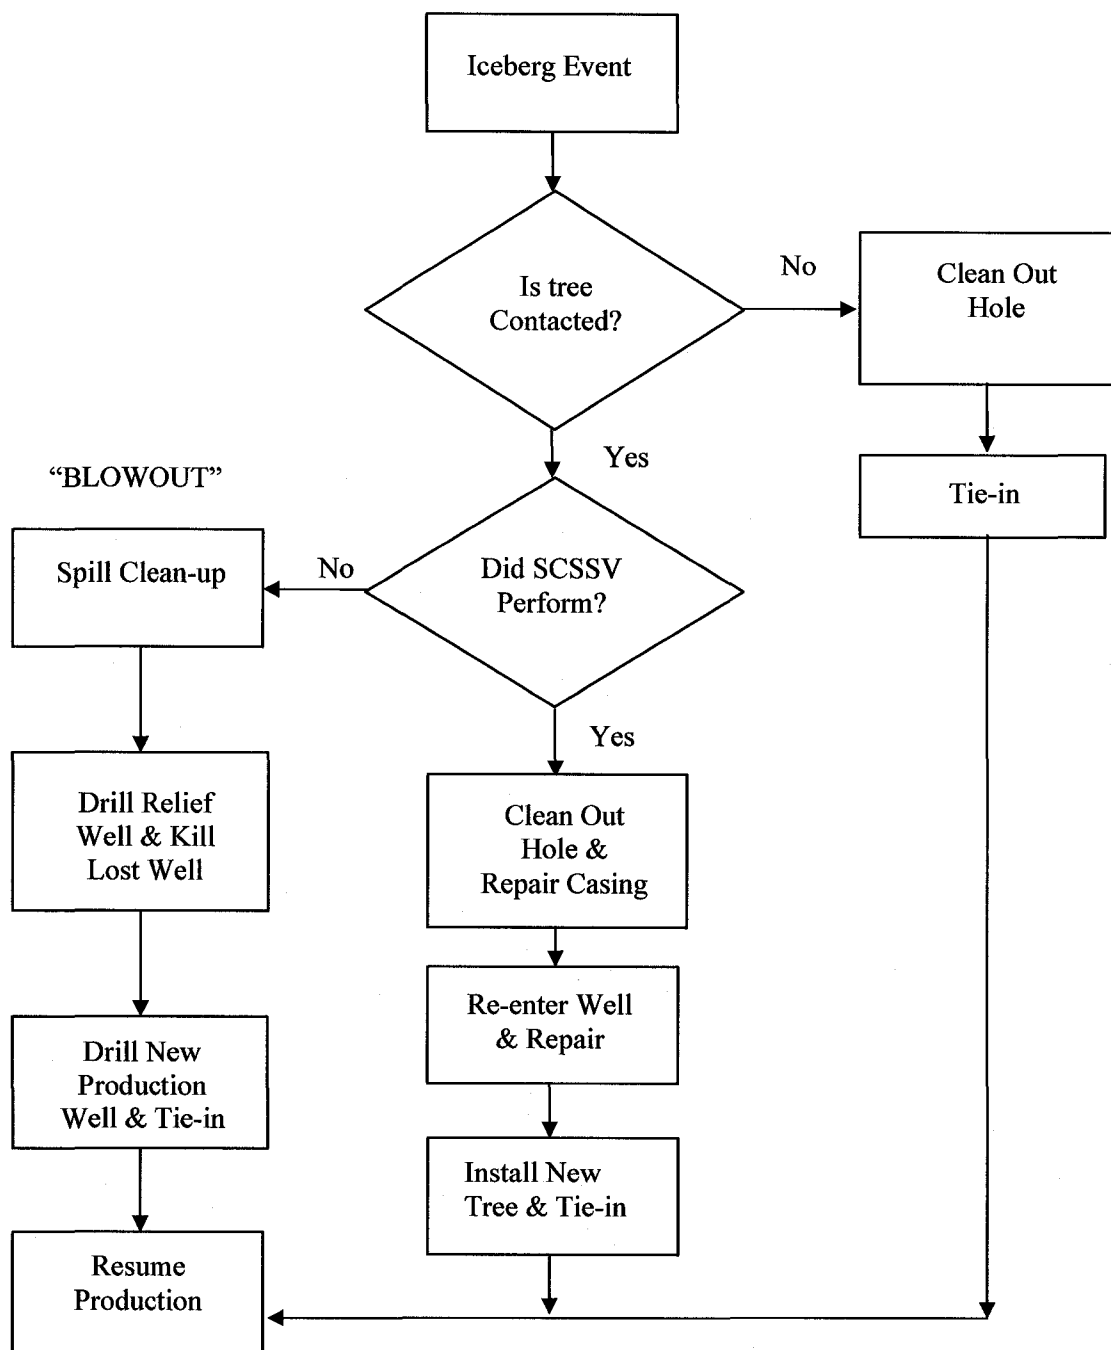 Iceberg Event
Is tree
Contacted?
No
Clean Out
Hole
Yes
Tie-in
“BLOWOUT”
Spill Clean-up
No
Did SCSSV
Perform?
Yes
Drill Relief
Well & Kill
Lost Well
Clean Out
Hole &
Repair Casing
Re-enter Well
& Repair
Drill New
Production
Well & Tie-in
Install New
Tree & Tie-in
Resume
Production